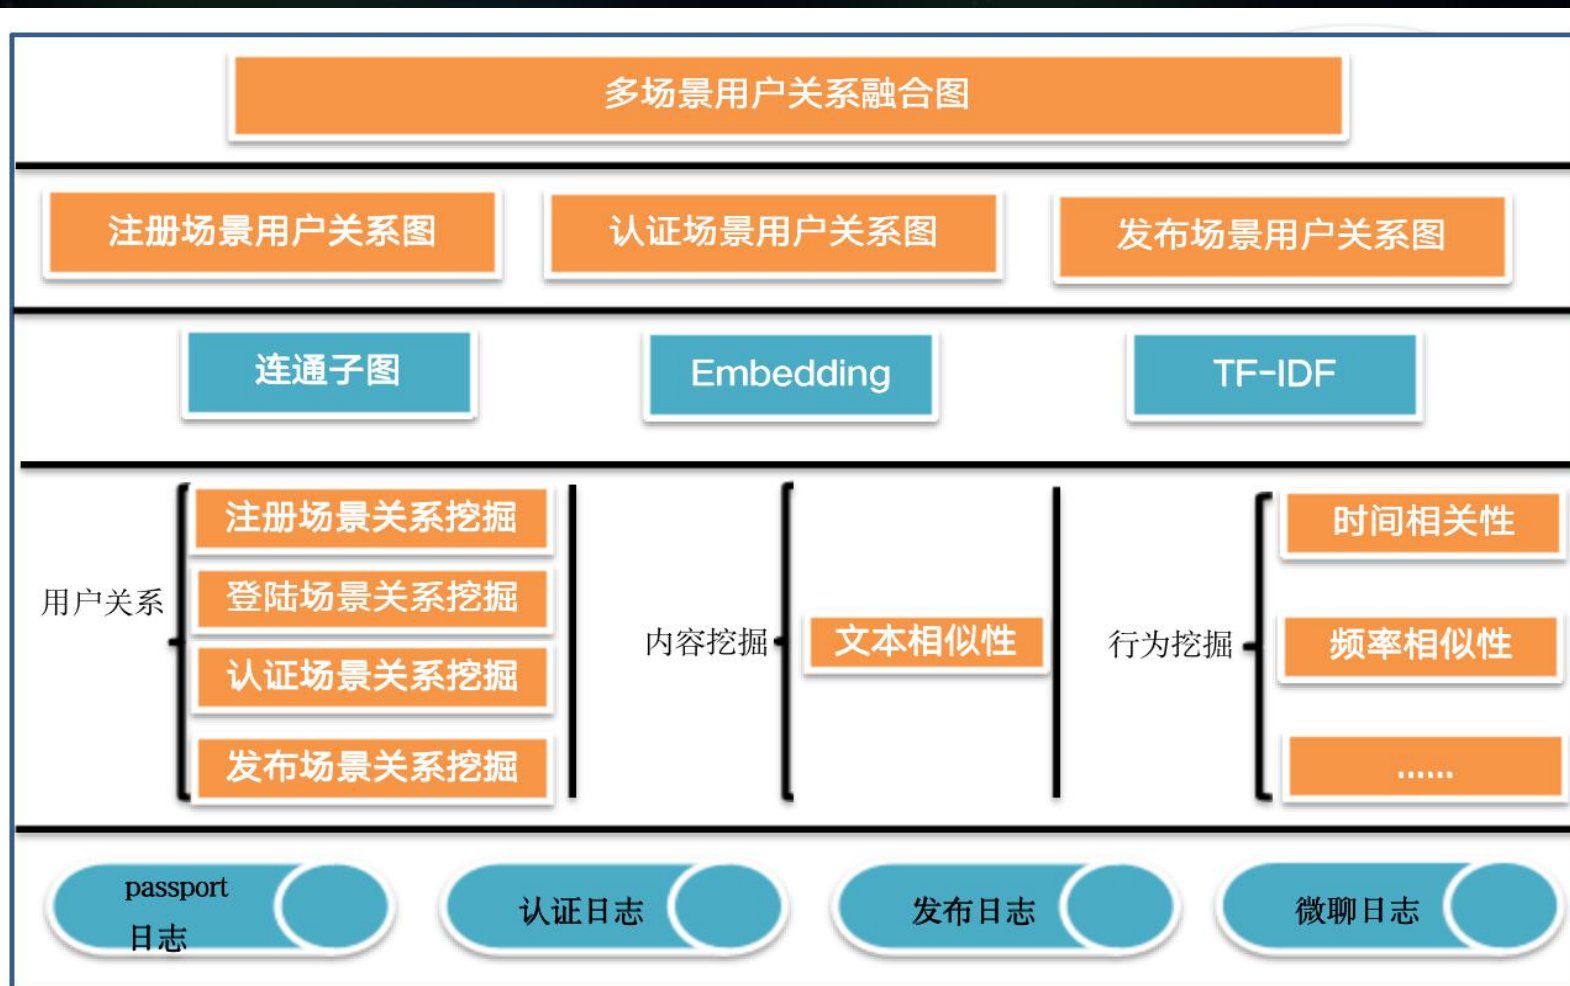 多场景用户关系融合图
注册场景用户关系图
认证场景用户关系图
发布场景用户关系图
连通子图
Embedding
TF-IDF
用户关系
注册场景关系挖掘
登陆场景关系挖掘
认证场景关系挖掘
发布场景关系挖掘
内容挖掘
文本相似性
行为挖掘
时间相关性
频率相似性
......
passport
日志
认证日志
发布日志
微聊日志